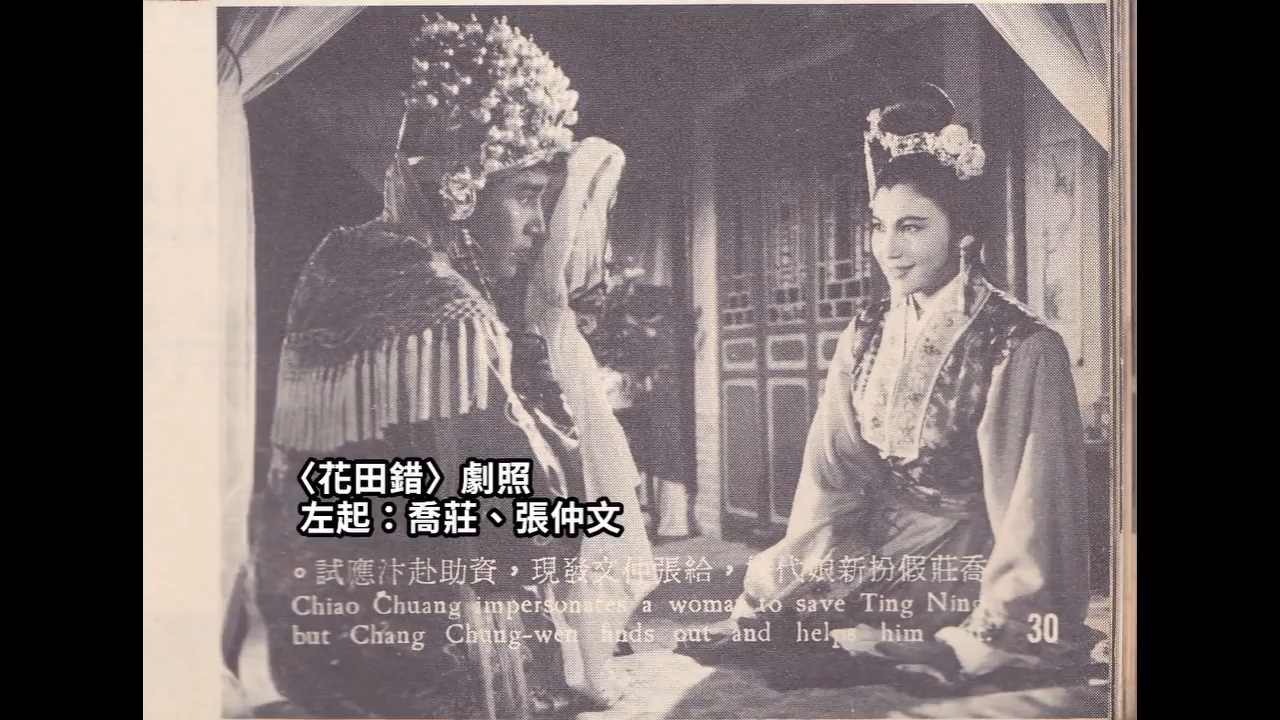 〈花田錯〉劇照
左起：喬莊、張仲文
喬莊假扮新娘代，給張仲文發現，資助赴汴應試。
Chiao Chuang impersonates a woman to save Ting Ning
but Chang Chung-wen finds out and helps him out.
30